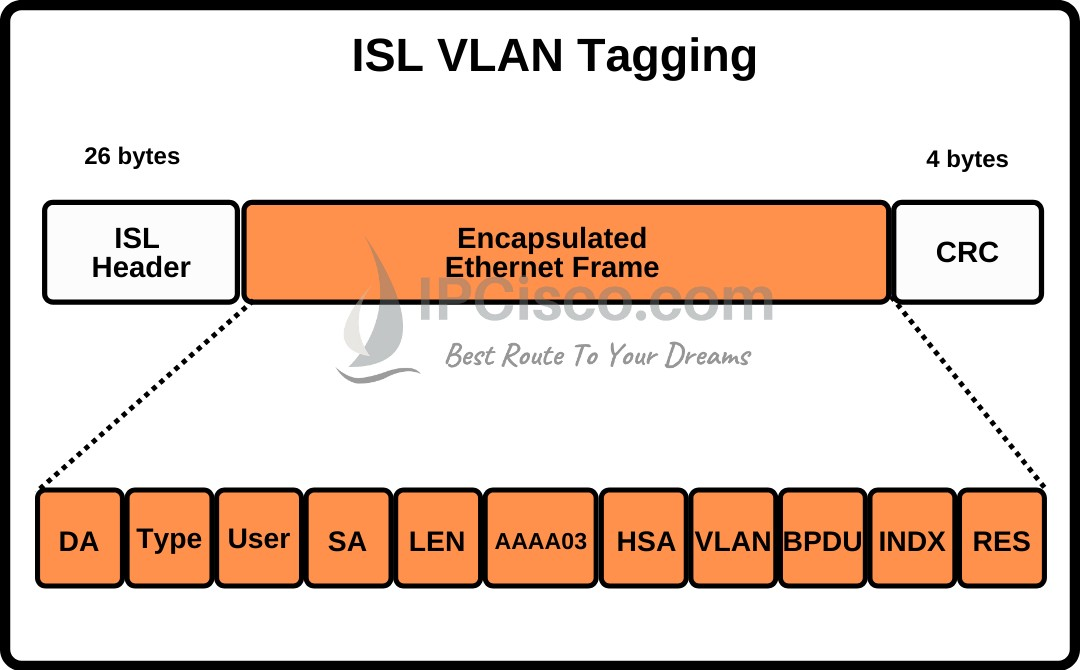 ISL VLAN Tagging
26 bytes
4 bytes
ISL
Header
Encapsulated
Ethernet Frame
CRC
IPCisco.com
Best Route To Your Dreams
DA
Type
User
SA
LEN
AAAA03
HSA
VLAN
BPDU
INDX
RES